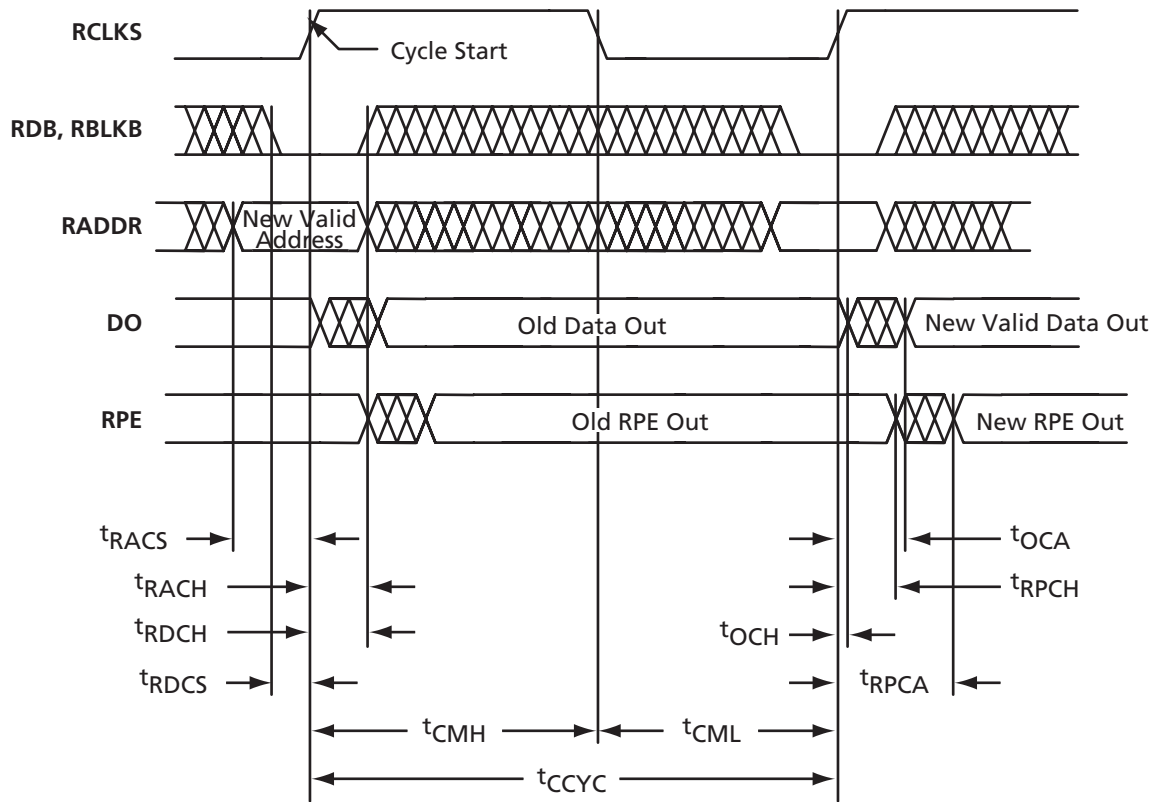 RCLKS
Cycle Start
RDB, RBLKB
RADDR
New Valid
Address
DO
Old Data Out
New Valid Data Out
RPE
Old RPE Out
New RPE Out
tRACS
tOCA
tRACH
tRPCH
tRDCH
tOCH
tRDCS
tRPCA
tCMH
tCML
tCCYC